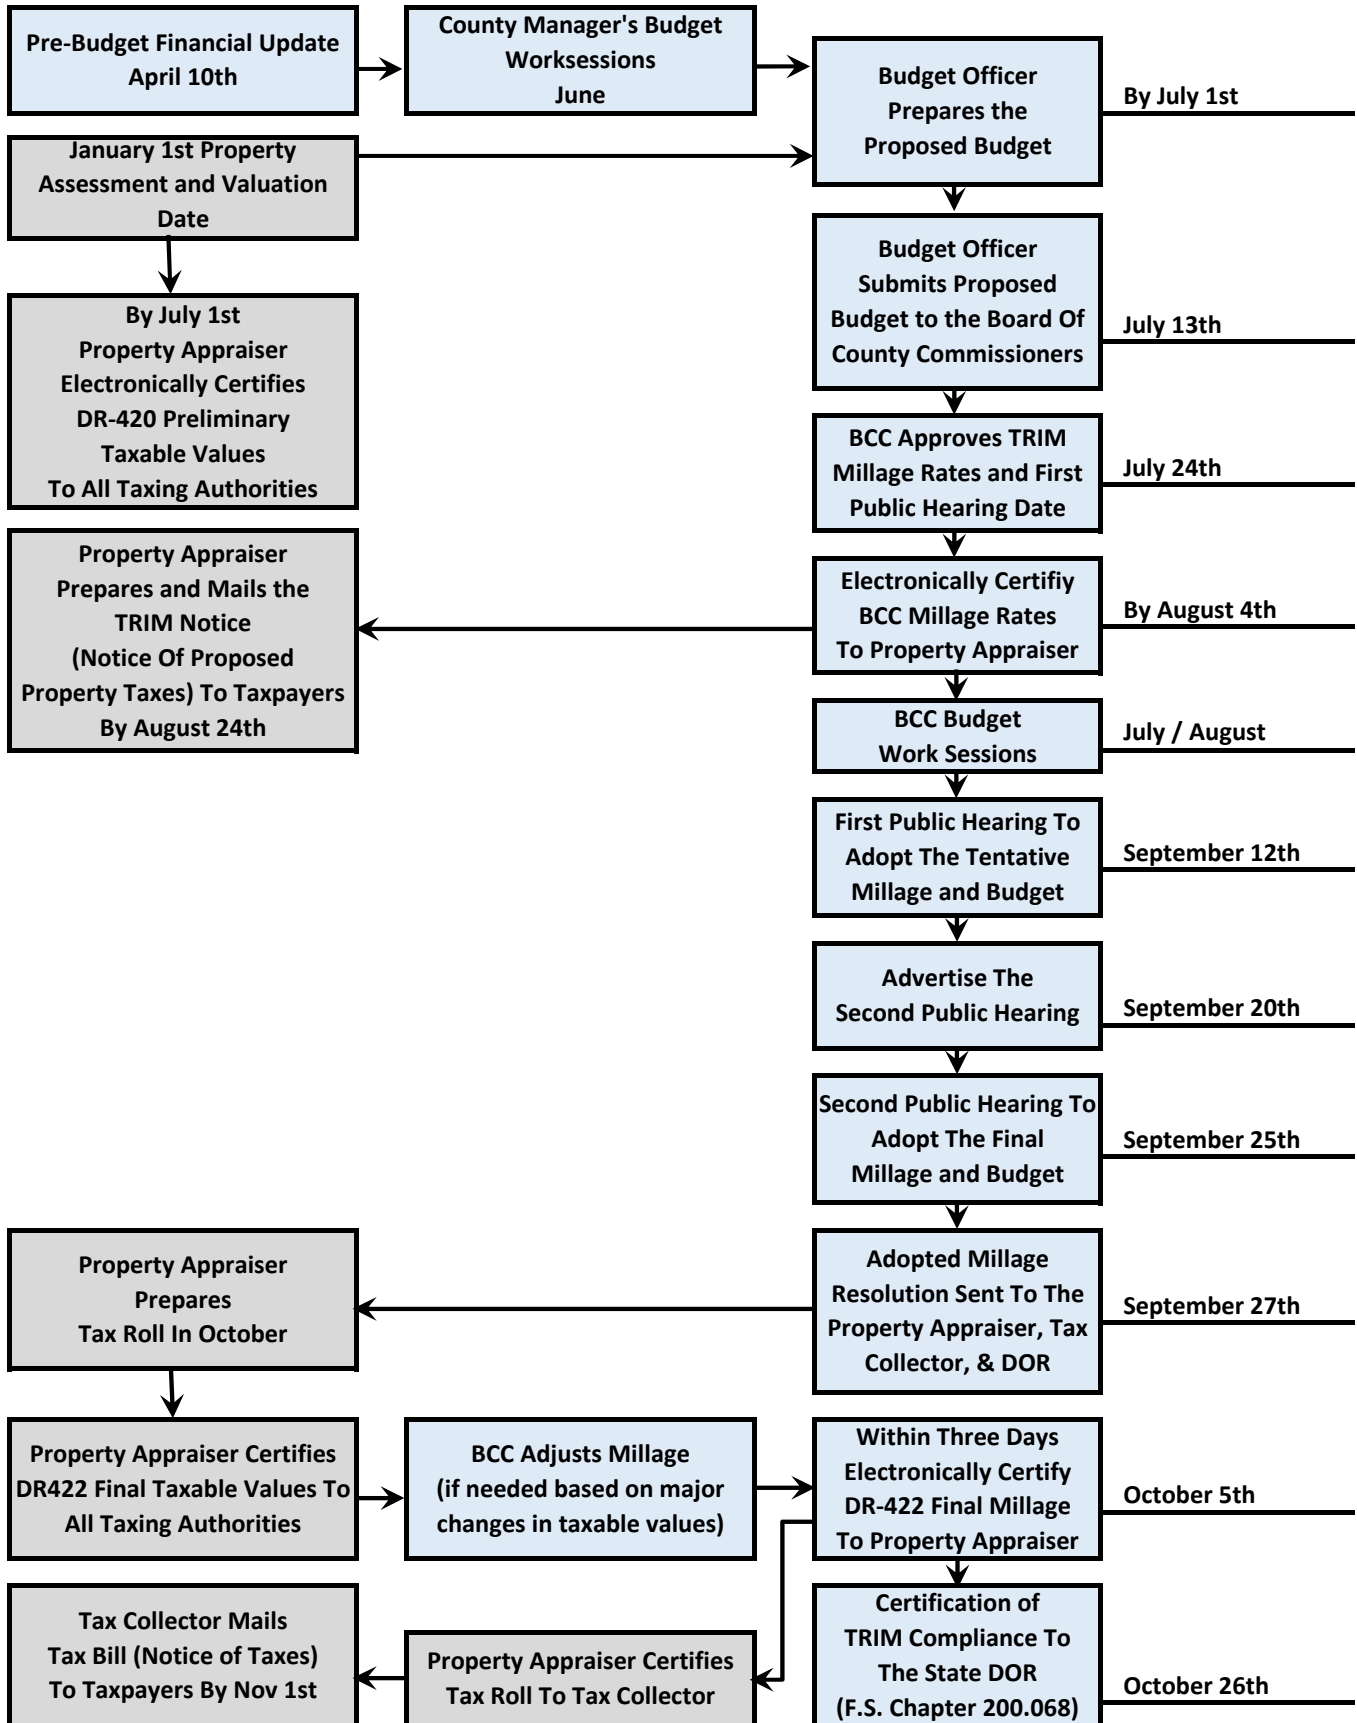 Pre-Budget Financial Update
April 10th
County Manager's Budget
Worksessions
June
Budget Officer
Prepares the
Proposed Budget
By July 1st
January 1st Property
Assessment and Valuation
Date
Budget Officer
Submits Proposed
Budget to the Board Of
County Commissioners
July 13th
By July 1st
Property Appraiser
Electronically Certifies
DR-420 Preliminary
Taxable Values
To All Taxing Authorities
BCC Approves TRIM
Millage Rates and First
Public Hearing Date
July 24th
Property Appraiser
Prepares and Mails the
TRIM Notice
(Notice Of Proposed
Property Taxes) To Taxpayers
By August 24th
Electronically Certifiy
BCC Millage Rates
To Property Appraiser
By August 4th
BCC Budget
Work Sessions
July / August
First Public Hearing To
Adopt The Tentative
Millage and Budget
September 12th
Advertise The
Second Public Hearing
September 20th
Second Public Hearing To
Adopt The Final
Millage and Budget
September 25th
Property Appraiser
Prepares
Tax Roll In October
Adopted Millage
Resolution Sent To The
Property Appraiser, Tax
Collector, & DOR
September 27th
Property Appraiser Certifies
DR422 Final Taxable Values To
All Taxing Authorities
BCC Adjusts Millage
(if needed based on major
changes in taxable values)
Within Three Days
Electronically Certify
DR-422 Final Millage
To Property Appraiser
October 5th
Tax Collector Mails
Tax Bill (Notice of Taxes)
To Taxpayers By Nov 1st
Property Appraiser Certifies
Tax Roll To Tax Collector
Certification of
TRIM Compliance To
The State DOR
(F.S. Chapter 200.068)
October 26th